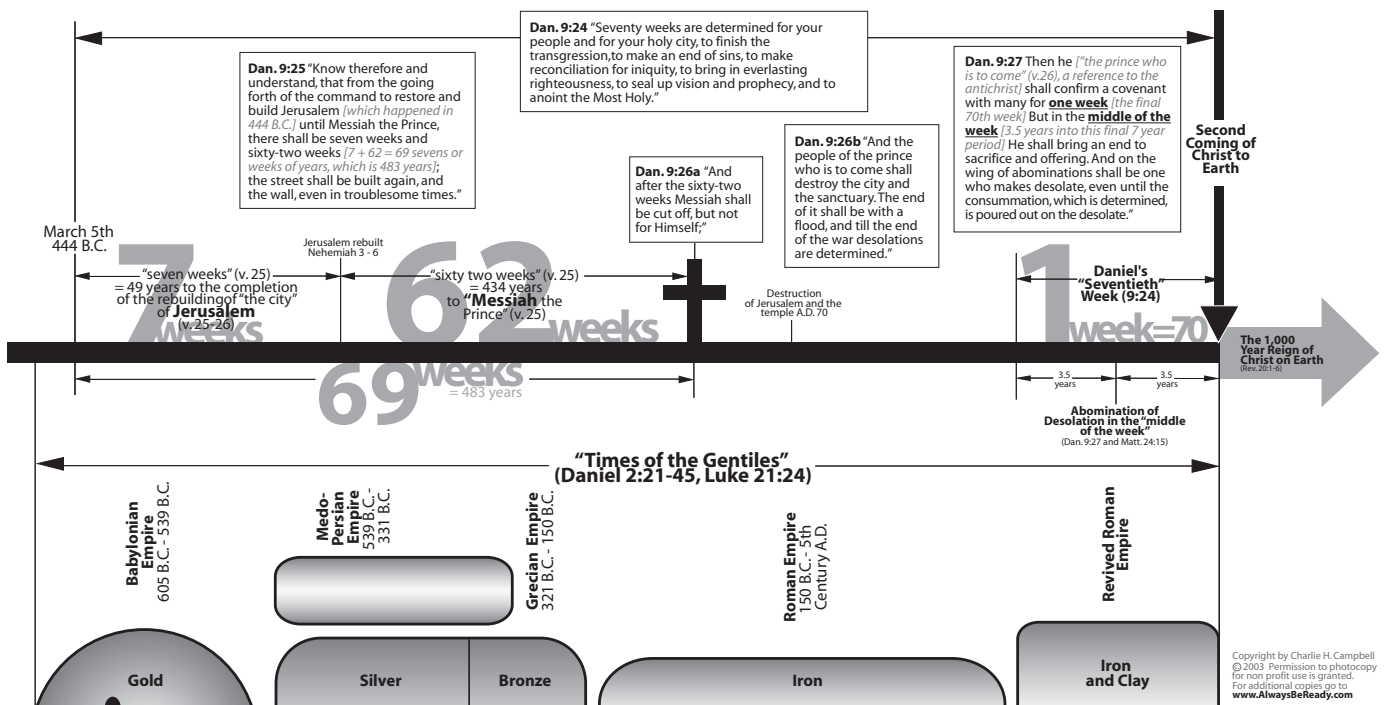 Dan. 9:24 “Seventy weeks are determined for your
people and for your holy city, to finish the
transgression,to make an end of sins, to make
reconciliation for iniquity, to bring in everlasting
righteousness, to seal up vision and prophecy, and to
anoint the Most Holy.”
Dan. 9:25 “Know therefore and
understand, that from the going
forth of the command to restore and
build Jerusalem [which happened in
444 B.C.] until Messiah the Prince,
there shall be seven weeks and
sixty-two weeks [7 + 62 = 69 sevens or
weeks of years, which is 483 years];
the street shall be built again, and
the wall, even in troublesome times.”
Dan. 9:26a “And
after the sixty-two
weeks Messiah shall
be cut off, but not
for Himself;”
Dan. 9:26b “And the
people of the prince
who is to come shall
destroy the city and
the sanctuary. The end
of it shall be with a
flood, and till the end
of the war desolations
are determined.”
Dan. 9:27 Then he [“the prince who
is to come” (v.26), a reference to the
antichrist] shall confirm a covenant
with many for one week [the final
70th week] But in the middle of the
week [3.5 years into this final 7 year
period] He shall bring an end to
sacrifice and offering. And on the
wing of abominations shall be one
who makes desolate, even until the
consummation, which is determined,
is poured out on the desolate.”
Second
Coming of
Christ to
Earth
March 5th
444 B.C.
7
weeks
“seven weeks” (v. 25)
= 49 years to the completion
of the rebuildingof “the city”
of Jerusalem
(v.25-26)
Jerusalem rebuilt
Nehemiah 3 - 6
62
weeks
“sixty two weeks” (v. 25)
= 434 years
to “Messiah the
Prince” (v. 25)
Destruction
of Jerusalem and the
temple A.D. 70
1
week=70
Daniel's
“Seventieth”
Week (9:24)
The 1,000
Year Reign of
Christ on Earth
(Rev. 20:1-6)
69
weeks
= 483 years
3.5
years
3.5
years
Abomination of
Desolation in the “middle
of the week”
(Dan. 9:27 and Matt. 24:15)
“Times of the Gentiles”
(Daniel 2:21-45, Luke 21:24)
Babylonian
Empire
605 B.C. - 539 B.C.
Medo-
Persian
Empire
539 B.C. -
331 B.C.
Grecian Empire
321 B.C. - 150 B.C.
Roman Empire
150 B.C. - 5th
Century A.D.
Revived Roman
Empire
Gold
Silver
Bronze
Iron
Iron
and Clay
Copyright by Charlie H. Campbell
© 2003 Permission to photocopy
for non profit use is granted.
For additional copies go to
www.AlwaysBeReady.com